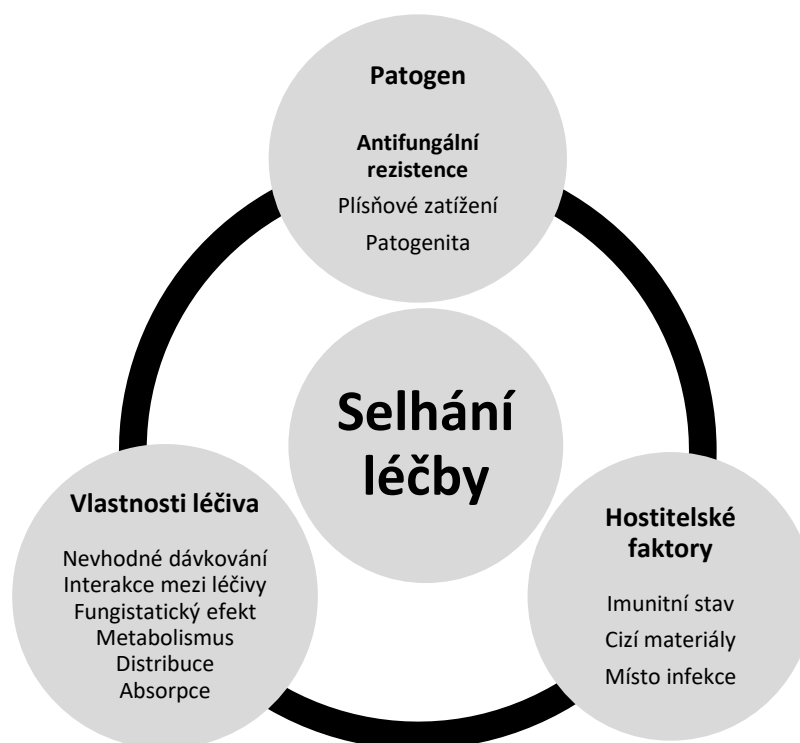 Patogen
Antifungální
rezistence
Plísňové zatížení
Patogenita
Selhání
léčby
Vlastnosti léčiva
Nevhodné dávkování
Interakce mezi léčivy
Fungistatický efekt
Metabolismus
Distribuce
Absorpce
Hostitelské
faktory
Imunitní stav
Cizí materiály
Místo infekce